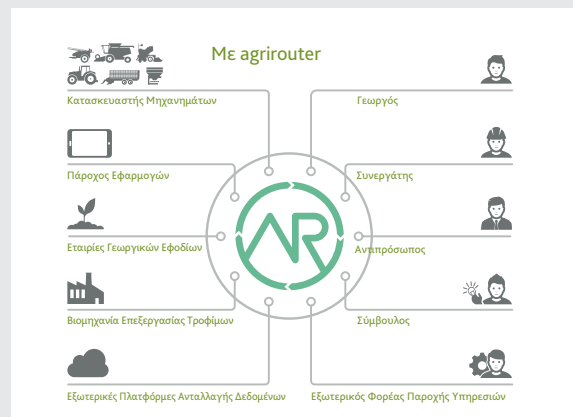 Με agrirouter
Κατασκευαστής Μηχανημάτων
Γεωργός
Πάροχος Εφαρμογών
Συνεργάτης
AR
Εταιρίες Γεωργικών Εφοδίων
Αντιπρόσωπος
Βιομηχανία Επεξεργασίας Τροφίμων
Σύμβουλος
Εξωτερικές Πλατφόρμες Ανταλλαγής Δεδομένων
Εξωτερικός Φορέας Παροχής Υπηρεσιών